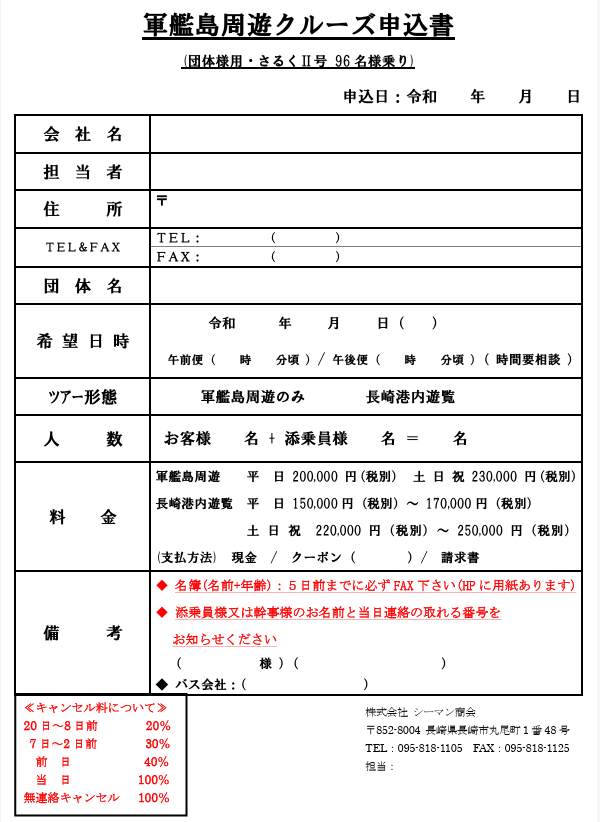 軍艦島周遊クルーズ申込書
(団体様用・さるくⅡ号 96名様乗り)
申込日：令和　　年　　月　　日
会　社　名
担　当　者
住　　　所　〒
TEL&FAX
TEL：　　　　(　　　　)
FAX：　　　　(　　　　)
団　体　名
希 望 日 時
令和　　　年　　　月　　　日（　　）
午前便（　　時　　分頃）/ 午後便（　　時　　分頃）( 時間要相談 )
ツアー形態　軍艦島周遊のみ　　　　長崎港内遊覧
人　　　数　お客様　　名 + 添乗員様　　名 ＝　　名
料　　金
軍艦島周遊　　平　日 200,000 円(税別)　土 日 祝 230,000 円(税別)
長崎港内遊覧　平　日 150,000円（税別）～ 170,000円（税別）
土 日 祝　220,000 円（税別）～ 250,000 円（税別）
(支払方法)　現金　/　クーポン（　　　　）/　請求書
備　　　考
◆ 名簿(名前+年齢)：５日前までに必ずFAX下さい(HPに用紙あります)
◆ 添乗員様又は幹事様のお名前と当日連絡の取れる番号を
お知らせください
（　　　　　　様 ）（　　　　　　　　　　　）
◆ バス会社：(　　　　　　　　　)
≪キャンセル料について≫
20日～8日前　　　20%
7日～2日前　　　30%
前　日　　　　　40%
当　日　　　　　100%
無連絡キャンセル　100%
株式会社 シーマン商会
〒852-8004 長崎県長崎市丸尾町1番48号
TEL：095-818-1105　FAX：095-818-1125
担当：